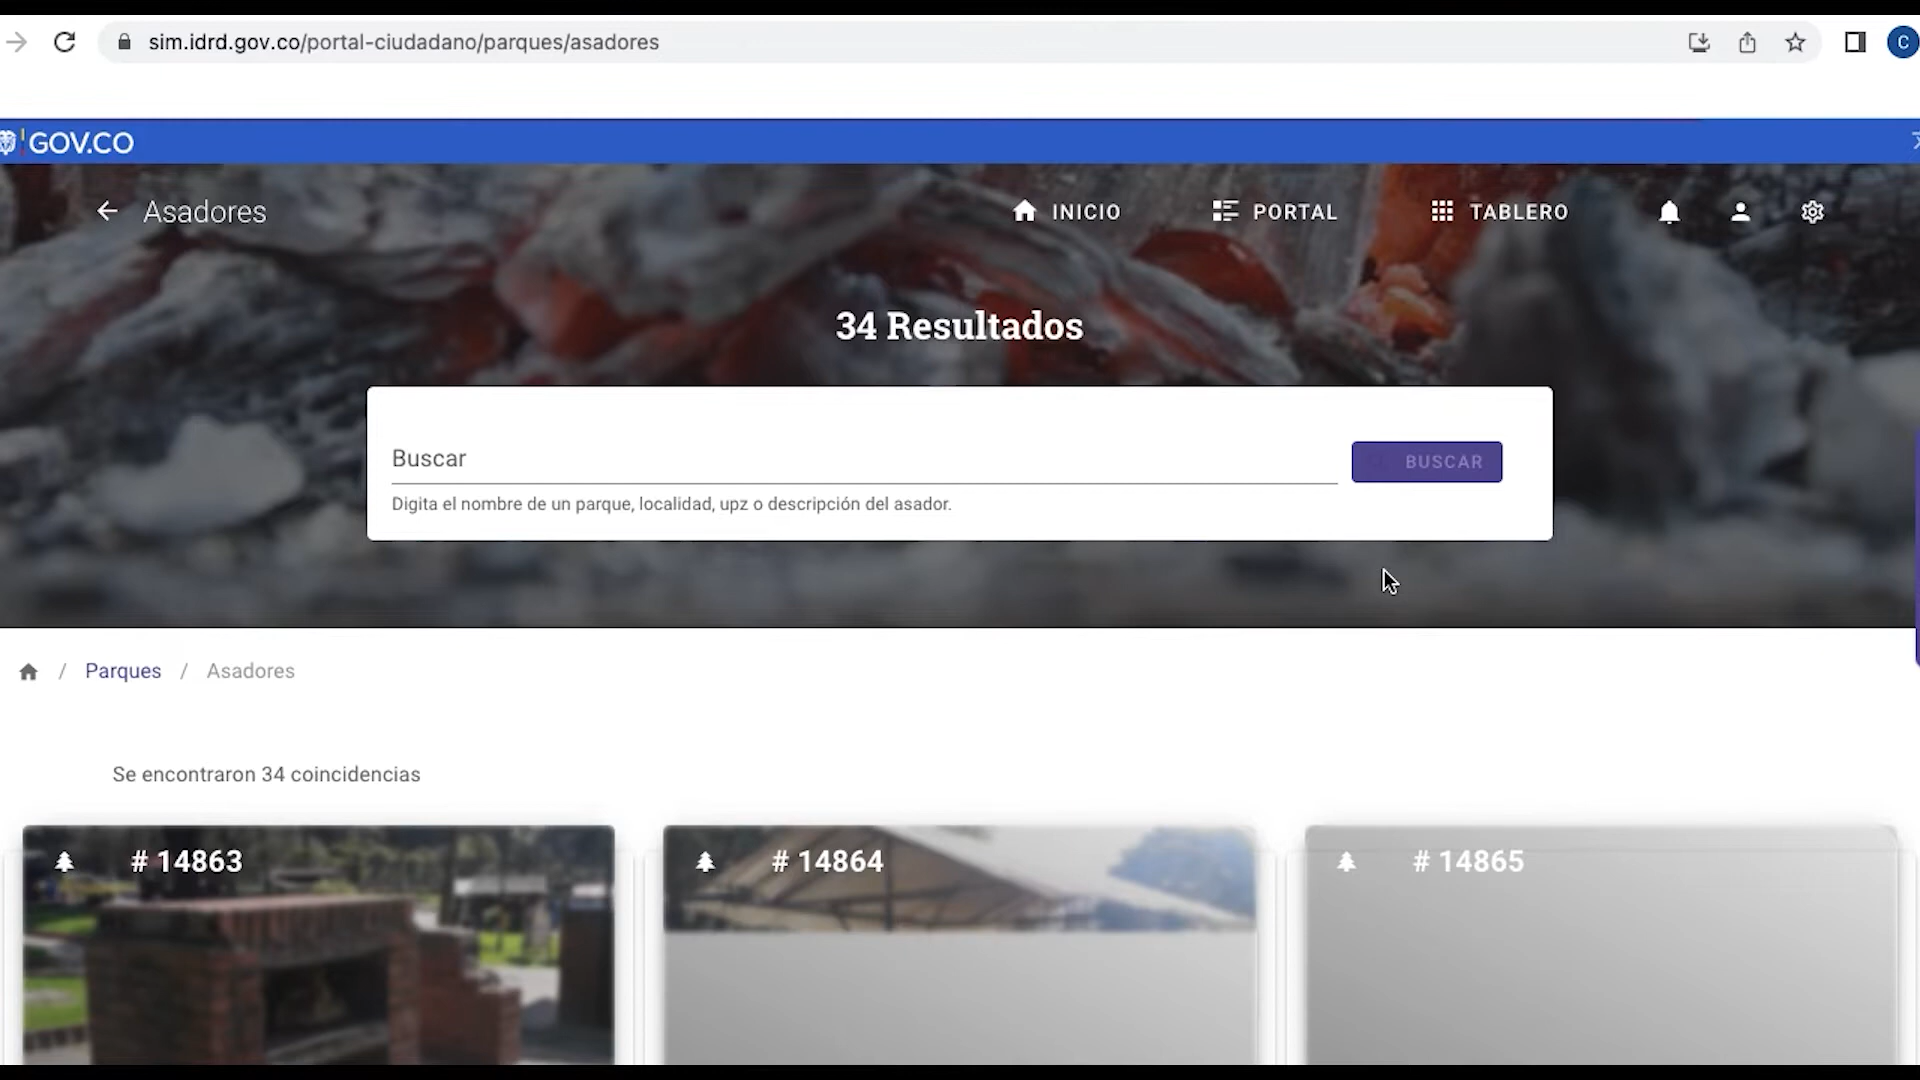 sim.idrd.gov.co/portal-ciudadano/parques/asadores
C
GOV.CO
Asadores
INICIO
PORTAL
TABLERO
34 Resultados
Buscar
BUSCAR
Digita el nombre de un parque, localidad, upz o descripción del asador.
/ Parques / Asadores
Se encontraron 34 coincidencias
# 14863
# 14864
# 14865